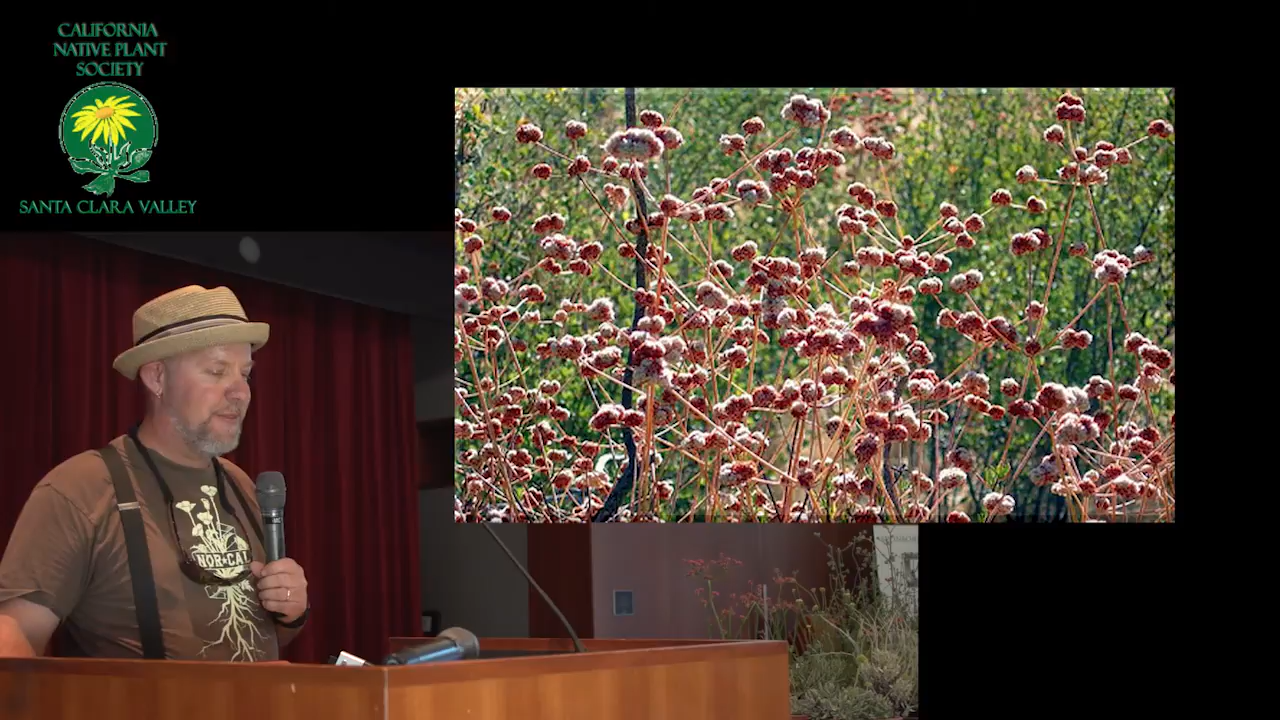 CALIFORNIA
NATIVE PLANT
SOCIETY
SANTA CLARA VALLEY
NOR CAL